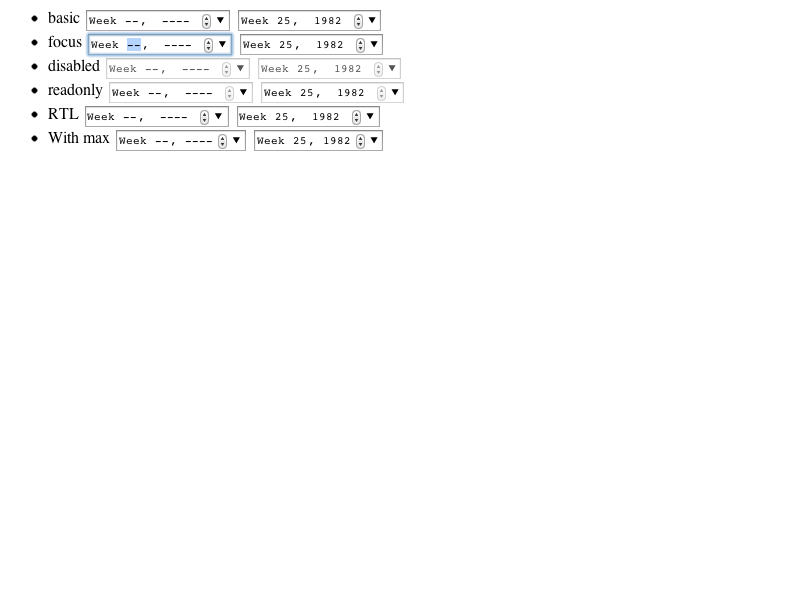 basic Week --, ---- Week 25, 1982
focus Week --, ---- Week 25, 1982
disabled Week --, ---- Week 25, 1982
readonly Week --, ---- Week 25, 1982
RTL Week --, ---- Week 25, 1982
With max Week --, ---- Week 25, 1982